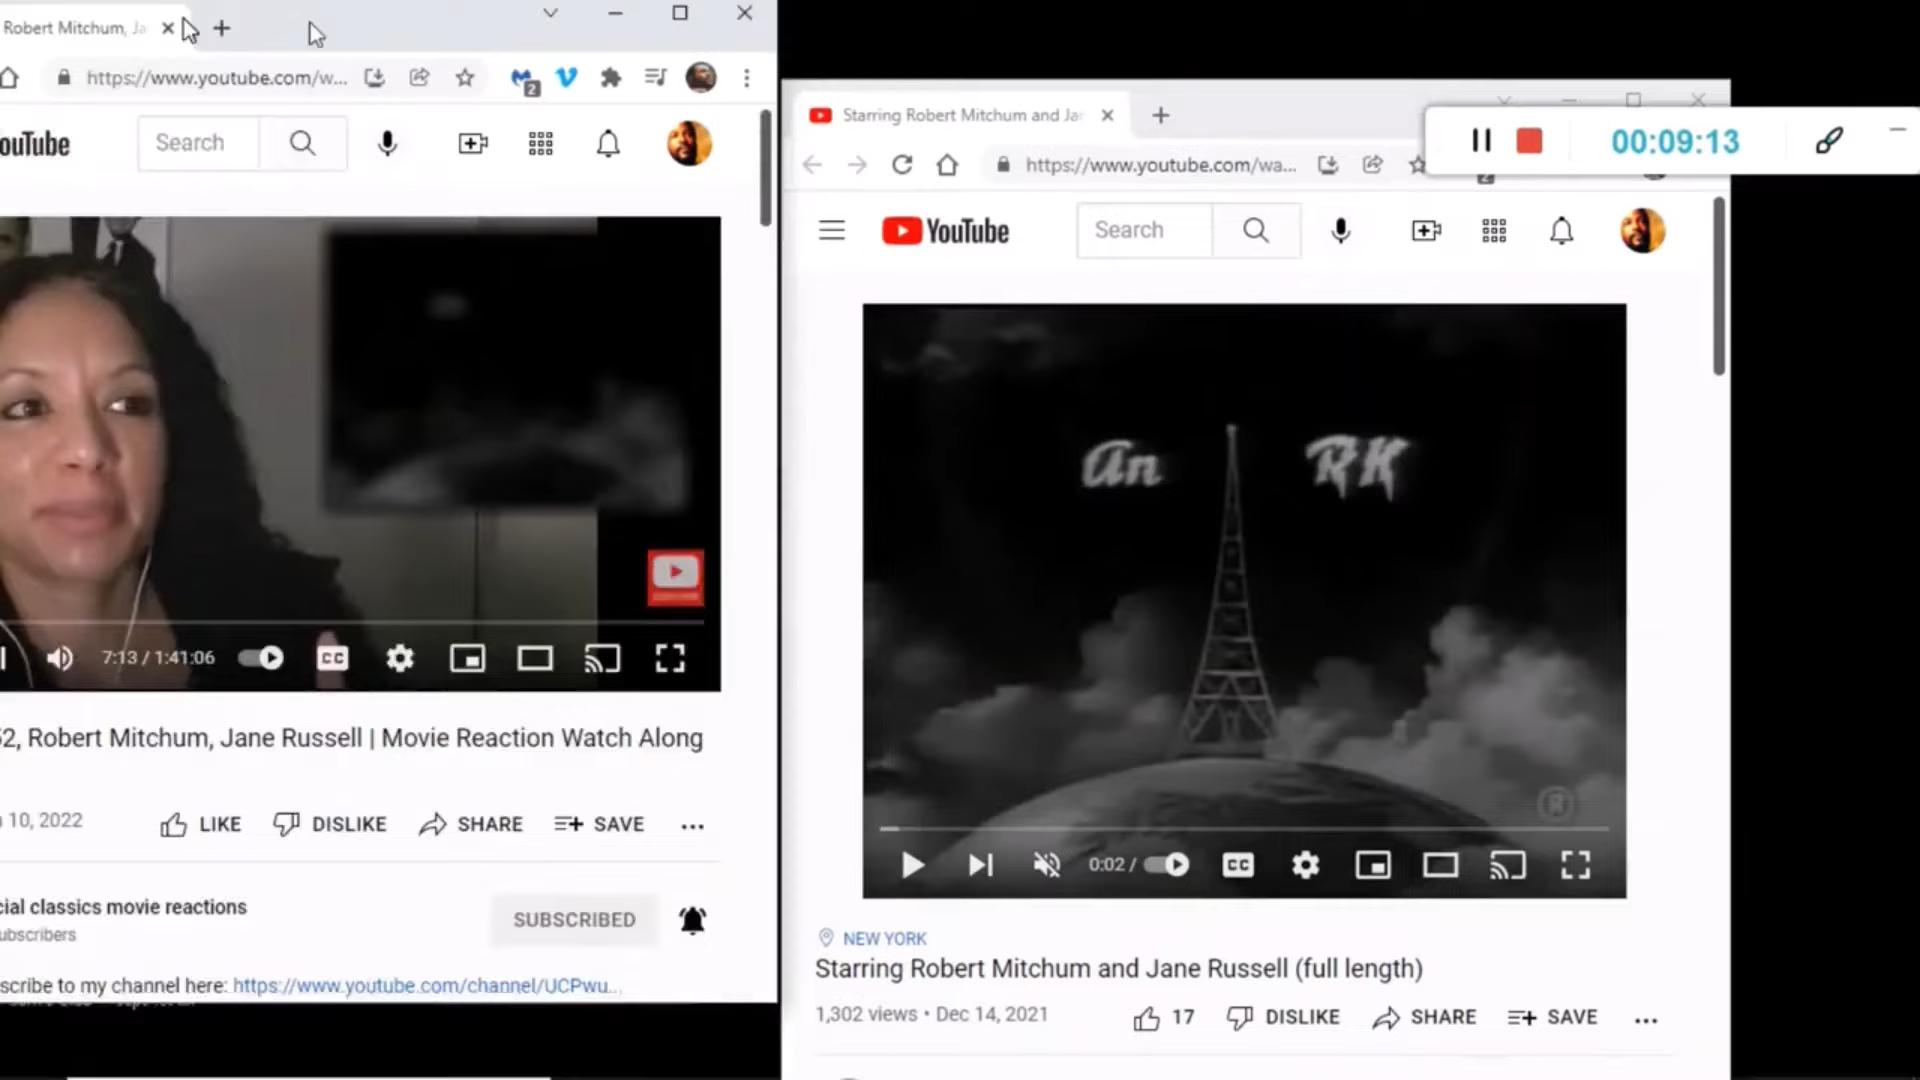 Robert Mitchum, Ja
https://www.youtube.com/w...
2
ouTube
Search
7:13 / 1:41:06
CC
52, Robert Mitchum, Jane Russell | Movie Reaction Watch Along
10, 2022
LIKE
DISLIKE
SHARE
SAVE
cial classics movie reactions
ubscribers
SUBSCRIBED
scribe to my channel here: https://www.youtube.com/channel/UCPwu...
Starring Robert Mitchum and Jar
00:09:13
https://www.youtube.com/wa...
YouTube
Search
An RK
0:02 /
CC
NEW YORK
Starring Robert Mitchum and Jane Russell (full length)
1,302 views • Dec 14, 2021
17
DISLIKE
SHARE
SAVE